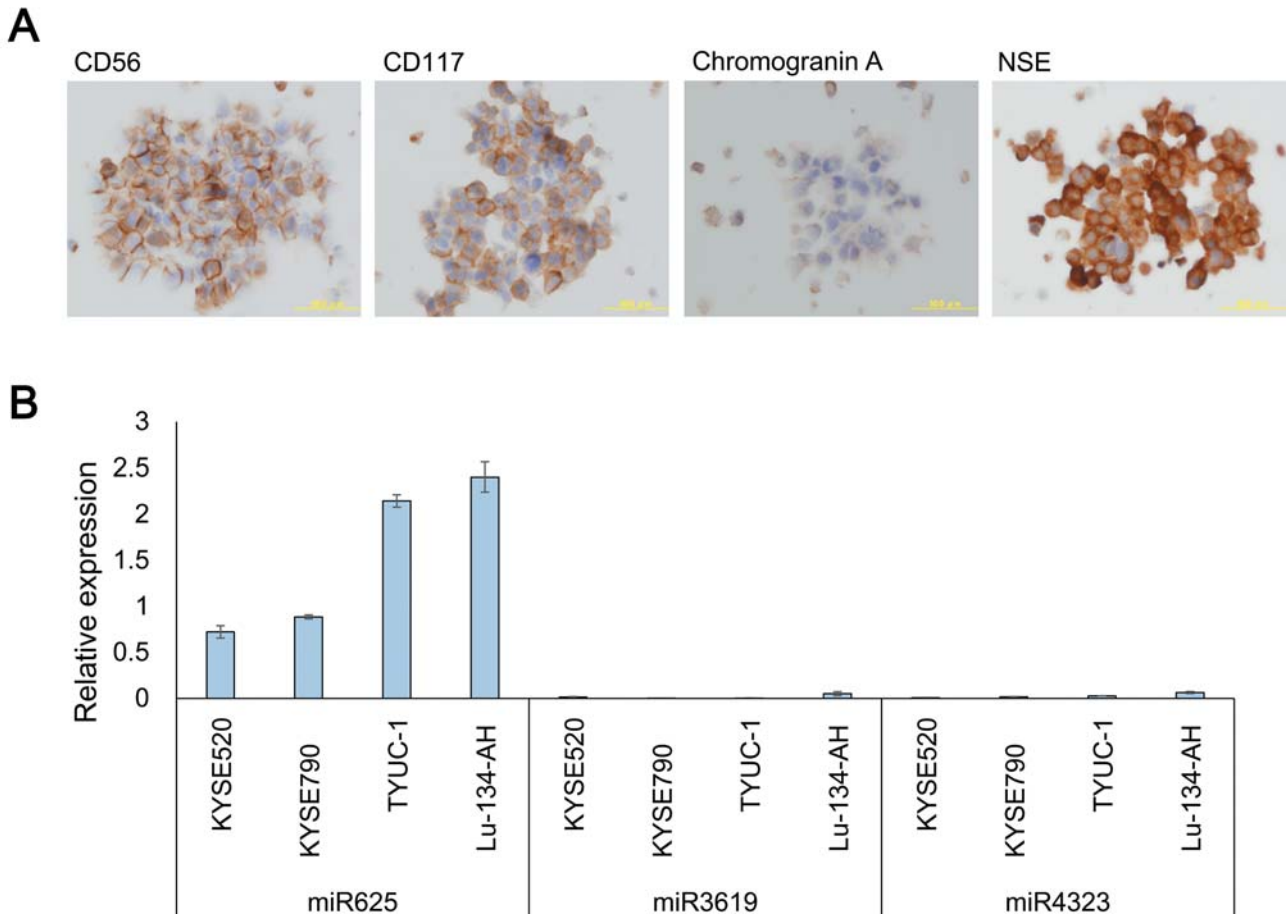 A
CD56
CD117
Chromogranin A
NSE
B
Relative expression
3
2.5
2
1.5
1
0.5
0
KYSE520
KYSE790
TYUC-1
Lu-134-AH
KYSE520
KYSE790
TYUC-1
Lu-134-AH
KYSE520
KYSE790
TYUC-1
Lu-134-AH
miR625
miR3619
miR4323